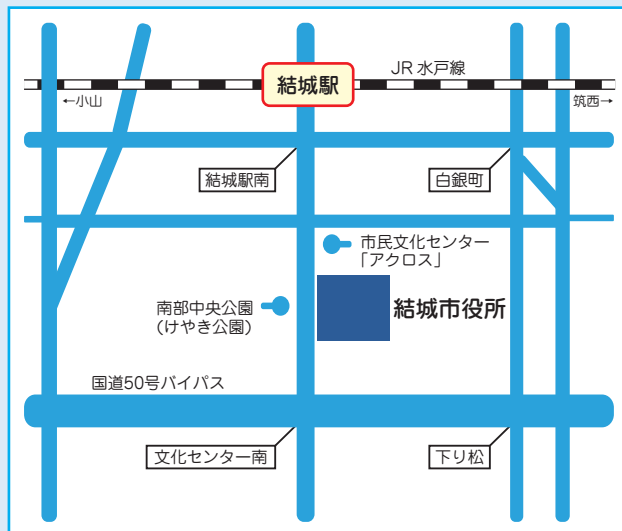 JR 水戸線
結城駅
←小山
筑西→
結城駅南
白銀町
市民文化センター
「アクロス」
南部中央公園
(けやき公園)
結城市役所
国道50号バイパス
文化センター南
下り松